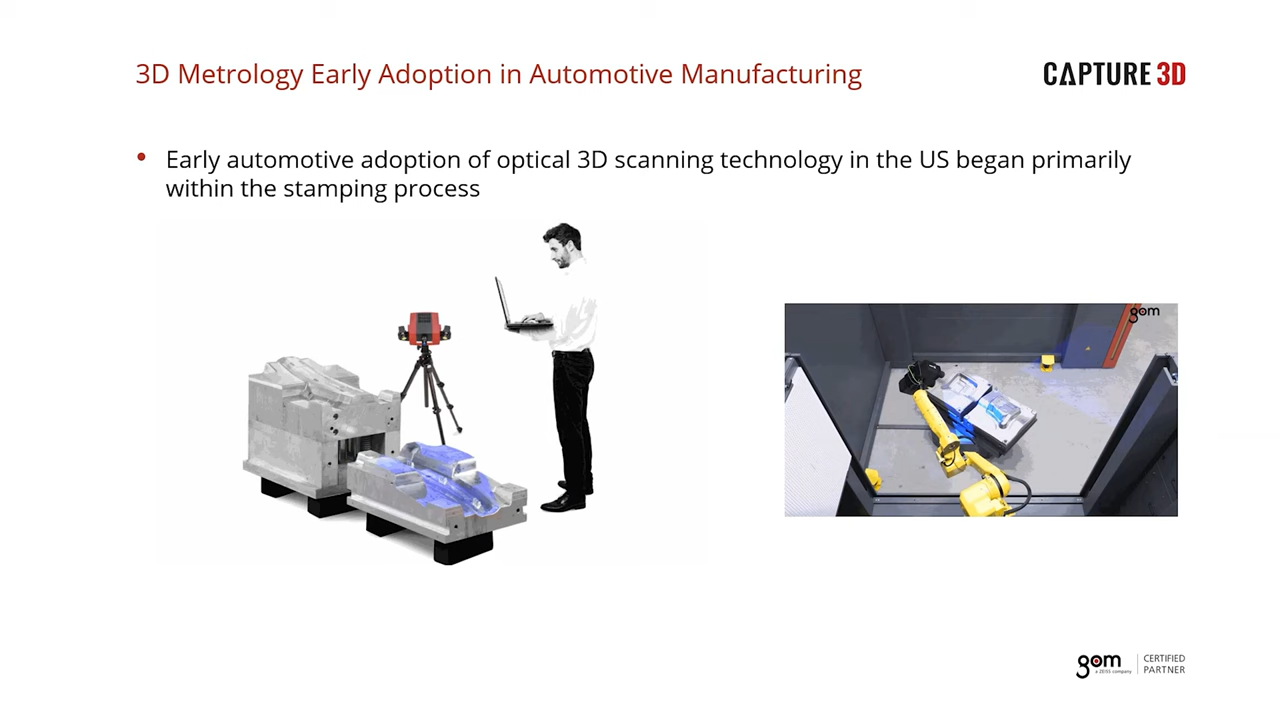 3D Metrology Early Adoption in Automotive Manufacturing
CAPTURE 3D
• Early automotive adoption of optical 3D scanning technology in the US began primarily
within the stamping process
gom
gom
a ZEISS company
CERTIFIED
PARTNER